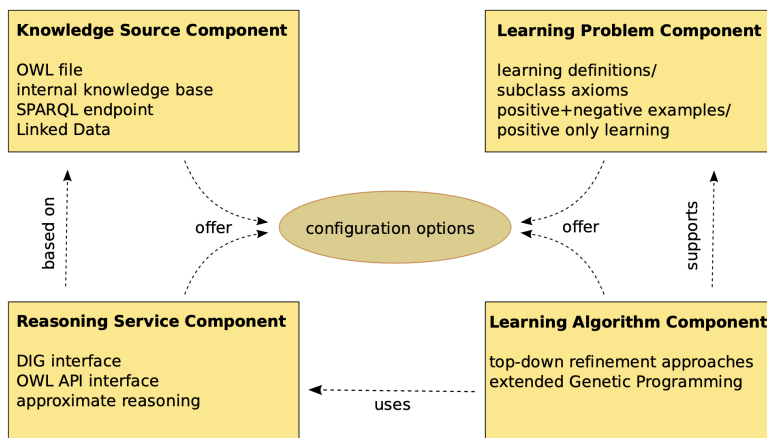 Knowledge Source Component
OWL file
internal knowledge base
SPARQL endpoint
Linked Data
Learning Problem Component
learning definitions/
subclass axioms
positive+negative examples/
positive only learning
based on
offer
configuration options
offer
supports
Reasoning Service Component
DIG interface
OWL API interface
approximate reasoning
uses
Learning Algorithm Component
top-down refinement approaches
extended Genetic Programming